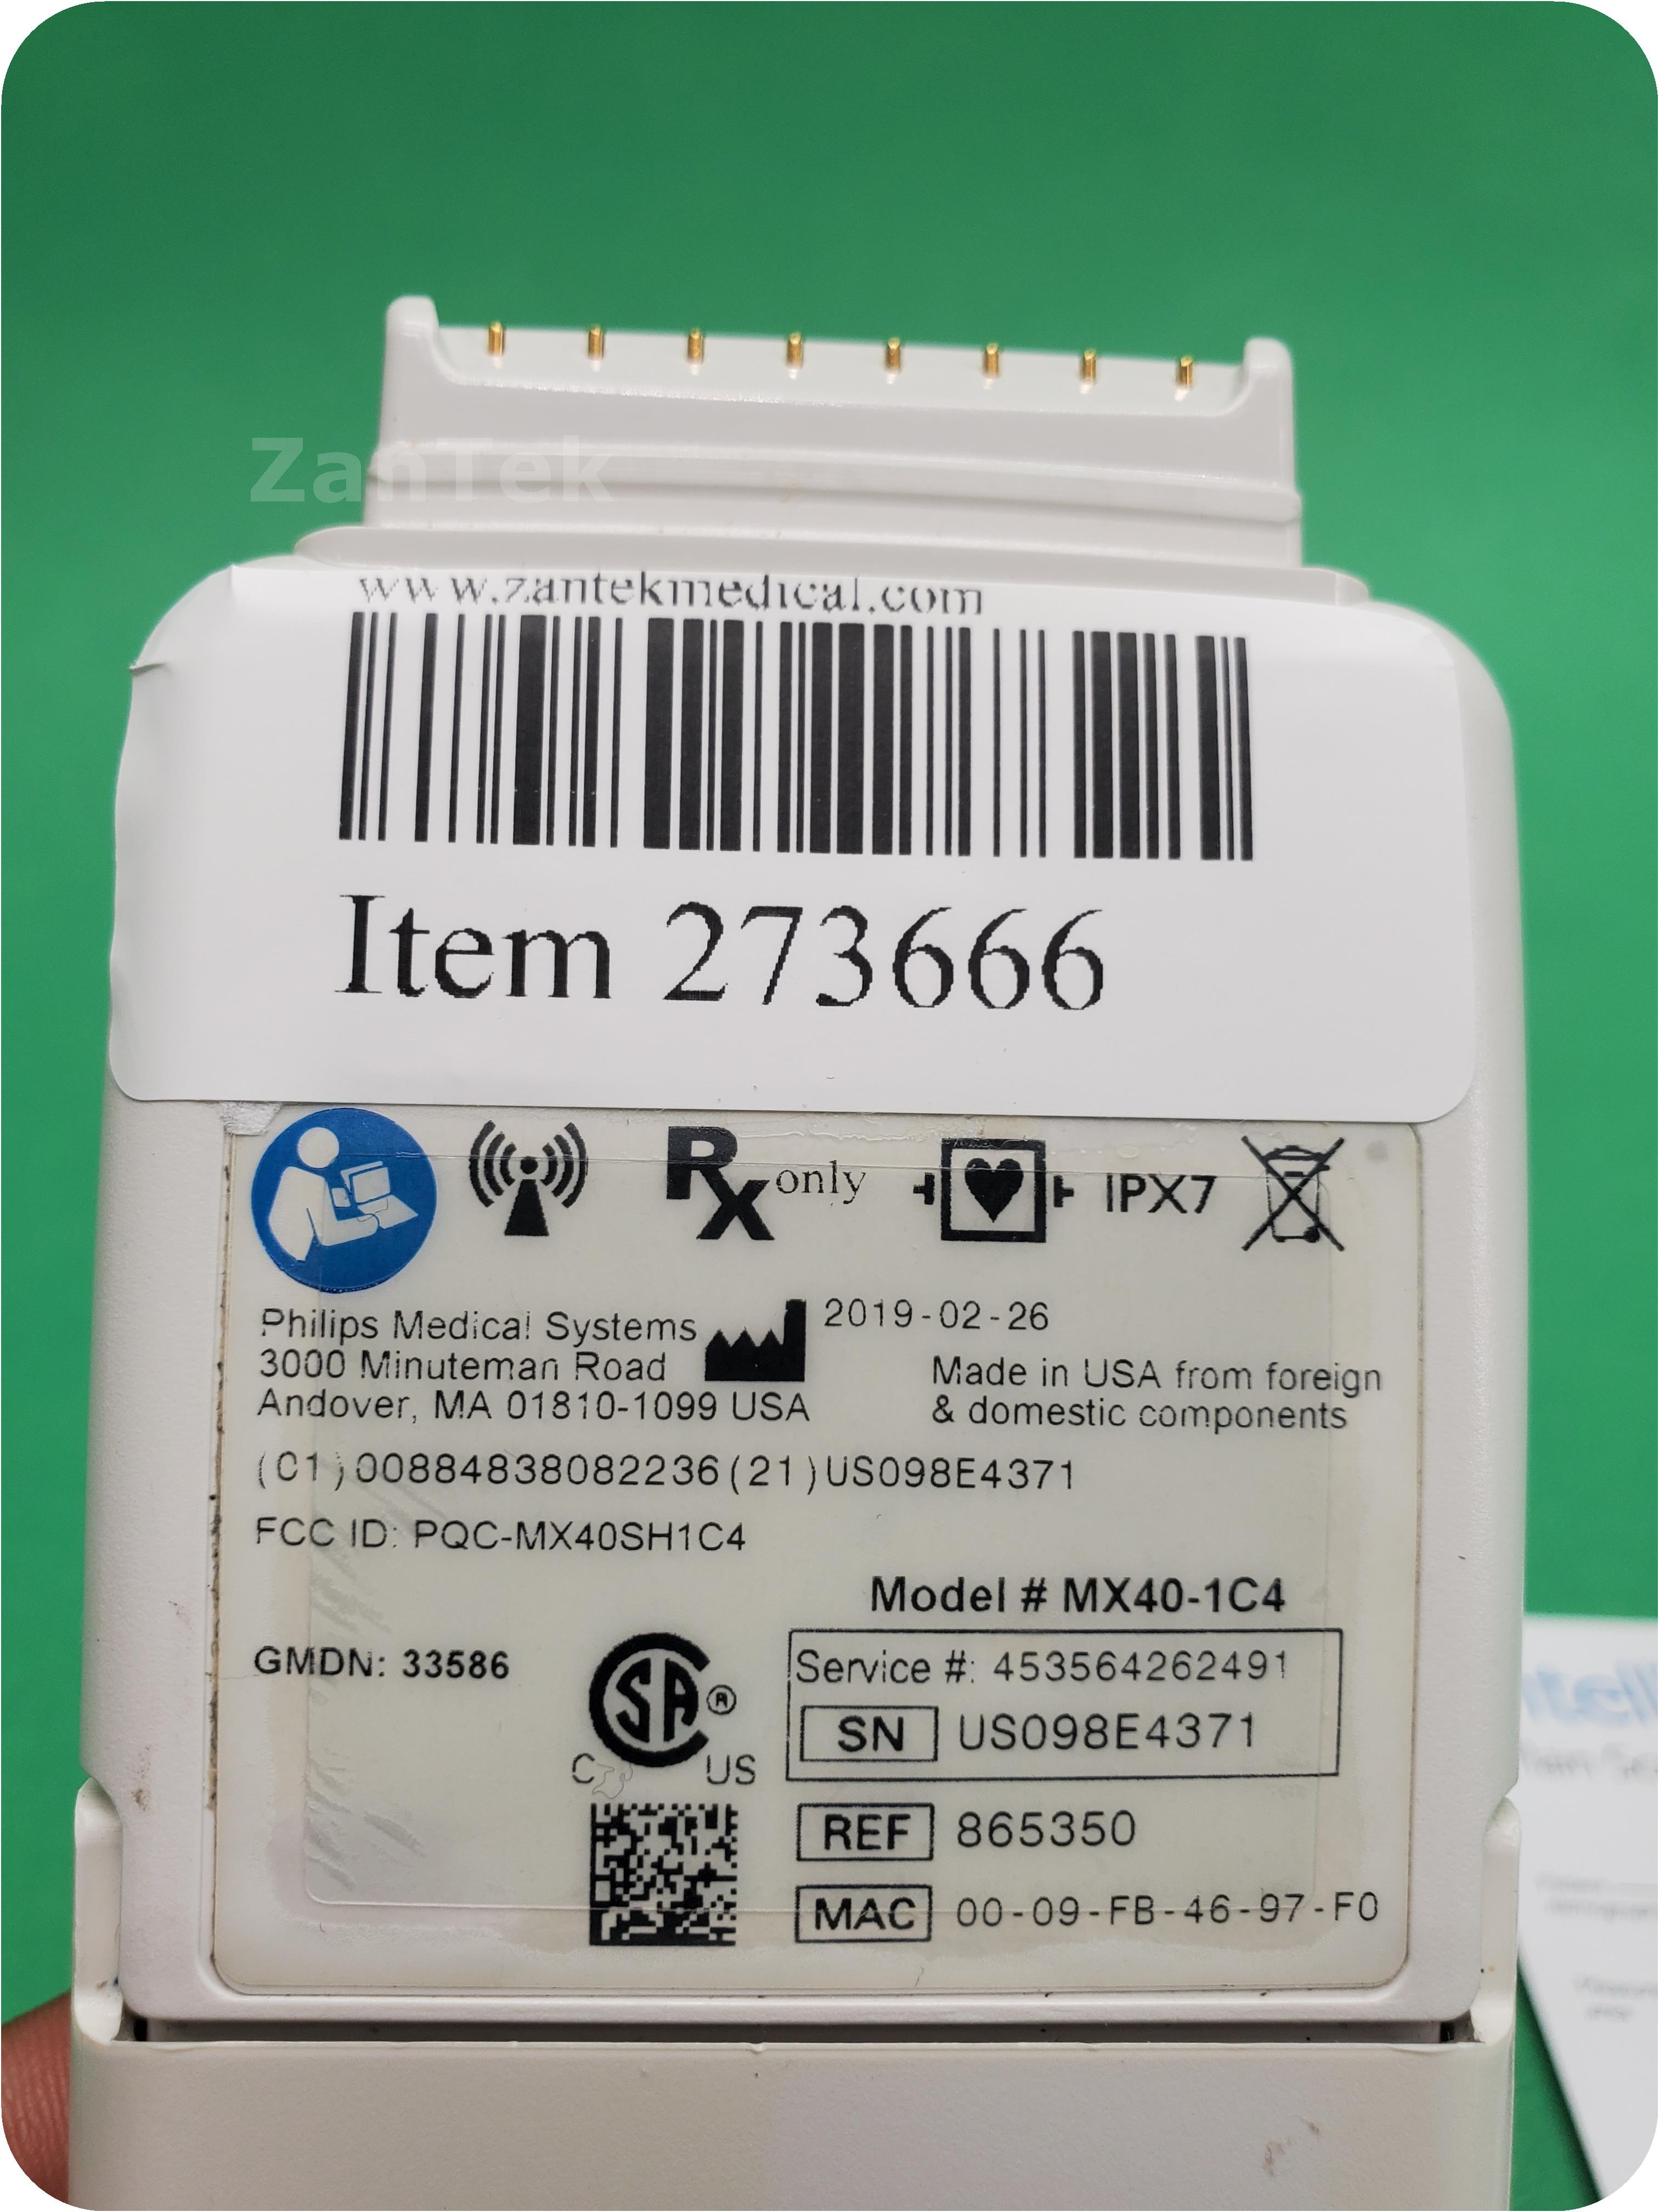 ZanTek
www.zantekmedical.com
Item 273666
Rx only IPX7
Philips Medical Systems 2019-02-26
3000 Minuteman Road
Andover, MA 01810-1099 USA
Made in USA from foreign
& domestic components
(01)00884838082236(21)US098E4371
FCC ID: PQC-MX40SH1C4
Model # MX40-1C4
GMDN: 33586
CSA®
C US
Service #: 453564262491
SN US098E4371
REF 865350
MAC 00-09-FB-46-97-F0